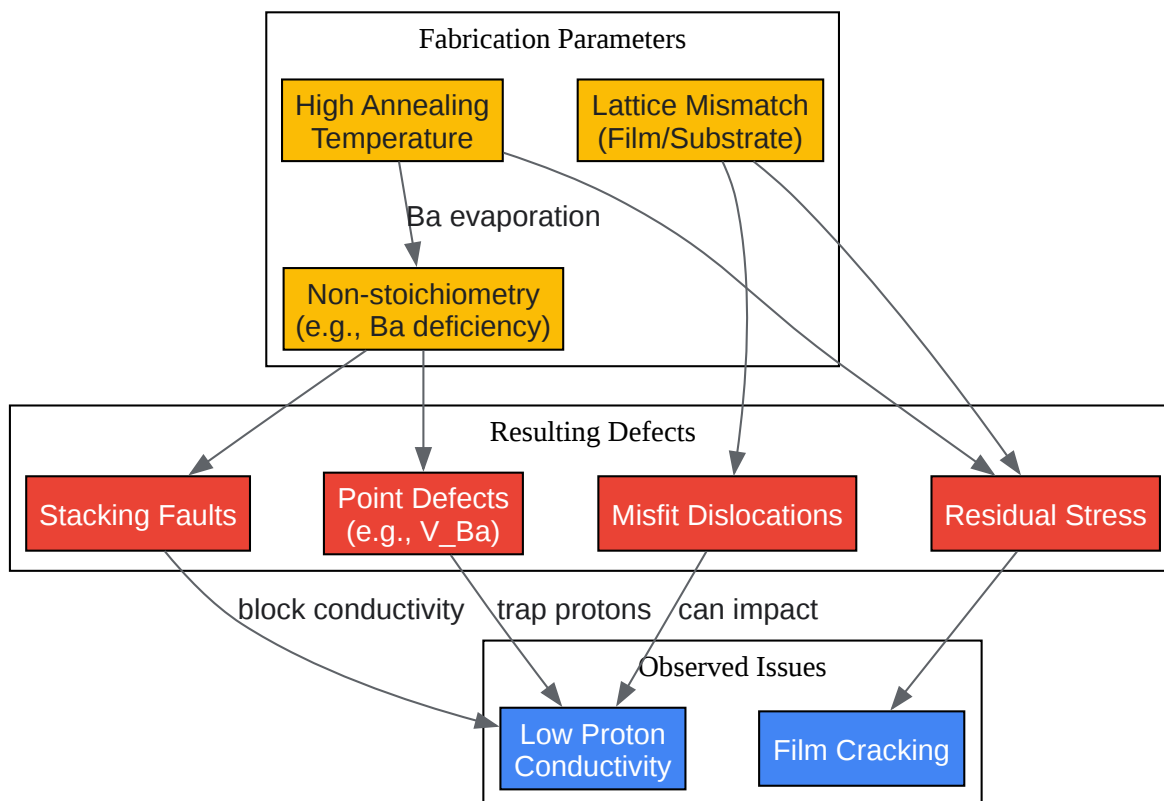 Fabrication Parameters
High Annealing
Temperature
Lattice Mismatch
(Film/Substrate)
Ba evaporation
Non-stoichiometry
(e.g., Ba deficiency)
Resulting Defects
Stacking Faults
Point Defects
(e.g., V_Ba)
Misfit Dislocations
Residual Stress
block conductivity
trap protons
can impact
Observed Issues
Low Proton
Conductivity
Film Cracking